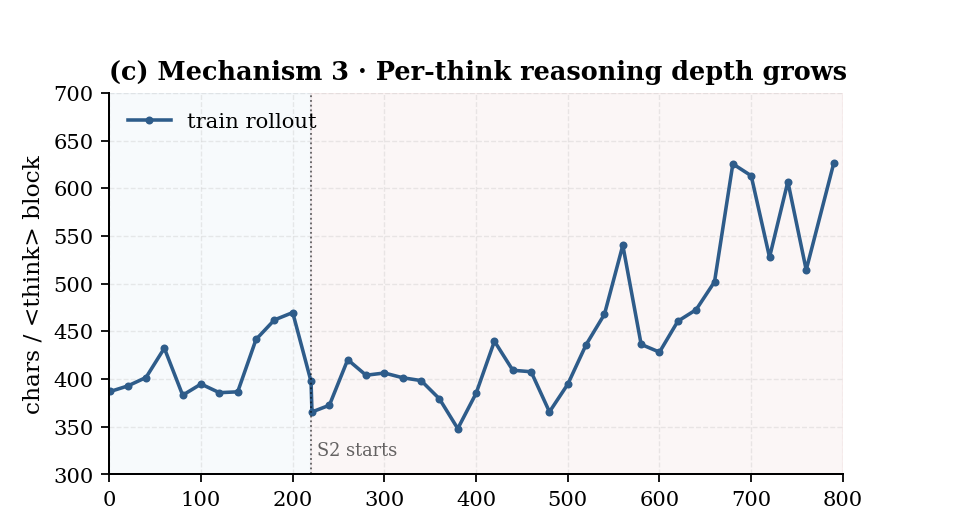 (c) Mechanism 3 · Per-think reasoning depth grows
700
train rollout
650
600
550
500
450
400
350
300
chars / <think> block
S2 starts
0 100 200 300 400 500 600 700 800